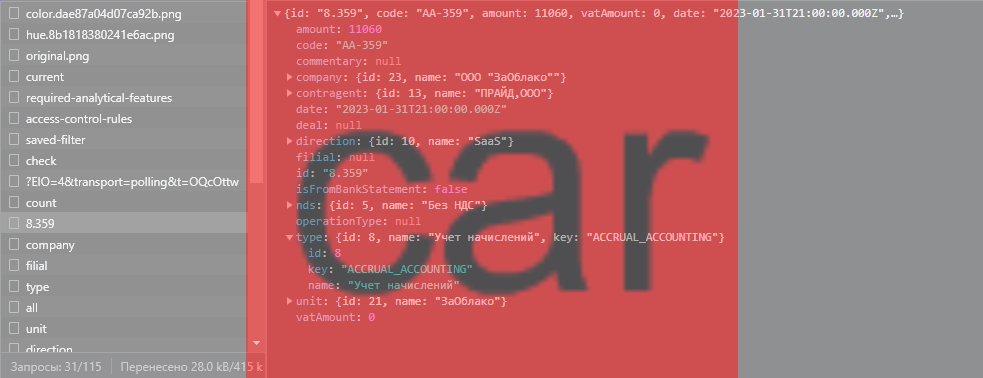 color.dae87a04d07ca92b.png
hue.8b1818380241e6ac.png
original.png
current
required-analytical-features
access-control-rules
saved-filter
check
?EIO=4&transport=polling&t=OQcOttw
count
8.359
company
filial
type
all
unit
direction
Запросы: 31/115 Перенесено 28.0 kB/415 k
{id: "8.359", code: "AA-359", amount: 11060, vatAmount: 0, date: "2023-01-31T21:00:00.000Z",…}
amount: 11060
code: "AA-359"
commentary: null
company: {id: 23, name: "ООО "ЗаОблако""}
contragent: {id: 13, name: "ПРАЙД,ООО"}
date: "2023-01-31T21:00:00.000Z"
deal: null
direction: {id: 10, name: "SaaS"}
filial: null
id: "8.359"
isFromBankStatement: false
nds: {id: 5, name: "Без НДС"}
operationType: null
type: {id: 8, name: "Учет начислений", key: "ACCRUAL_ACCOUNTING"}
id: 8
key: "ACCRUAL_ACCOUNTING"
name: "Учет начислений"
unit: {id: 21, name: "ЗаОблако"}
vatAmount: 0
car